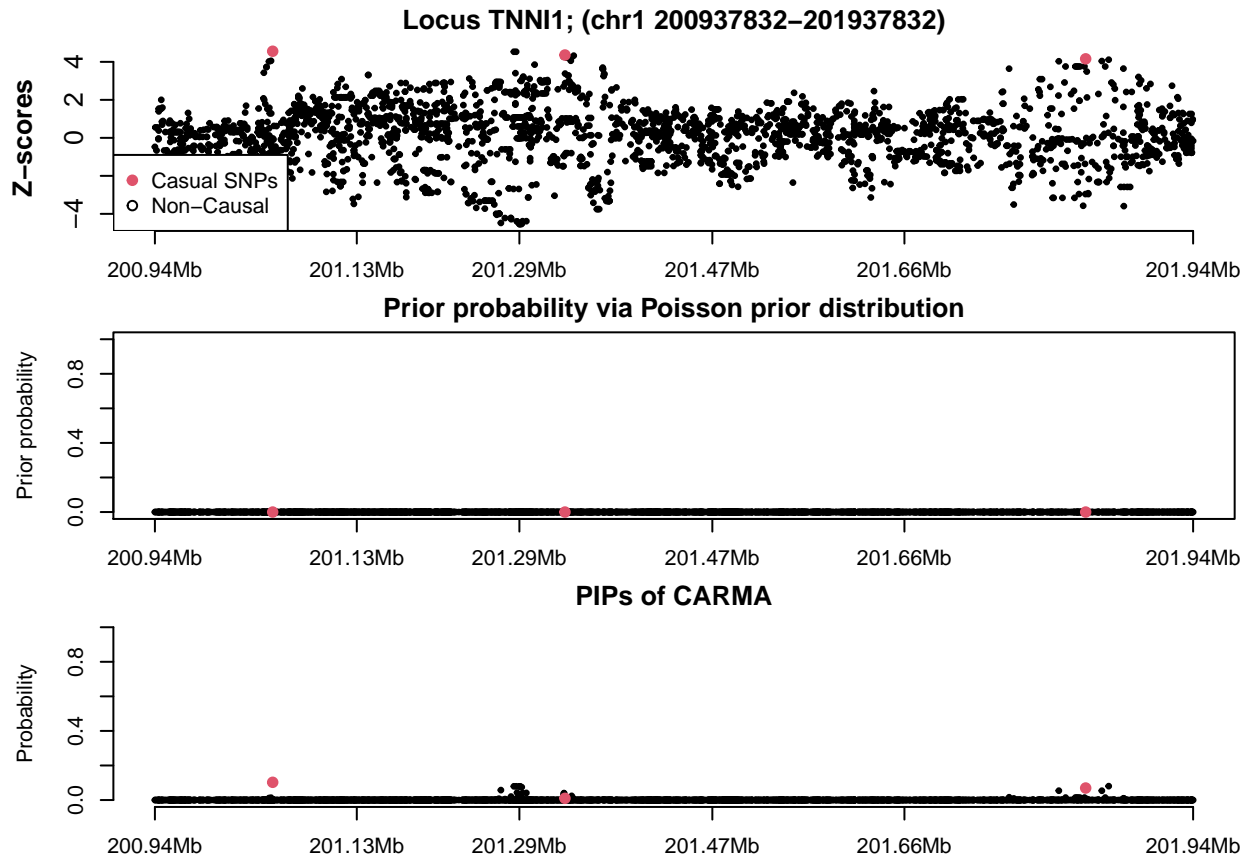 Locus TNNI1; (chr1 200937832−201937832)
Z−scores
4
2
0
−4
Casual SNPs
Non−Causal
200.94Mb 201.13Mb 201.29Mb 201.47Mb 201.66Mb 201.94Mb
Prior probability via Poisson prior distribution
Prior probability
0.8
0.4
0.0
200.94Mb 201.13Mb 201.29Mb 201.47Mb 201.66Mb 201.94Mb
PIPs of CARMA
Probability
0.8
0.4
0.0
200.94Mb 201.13Mb 201.29Mb 201.47Mb 201.66Mb 201.94Mb